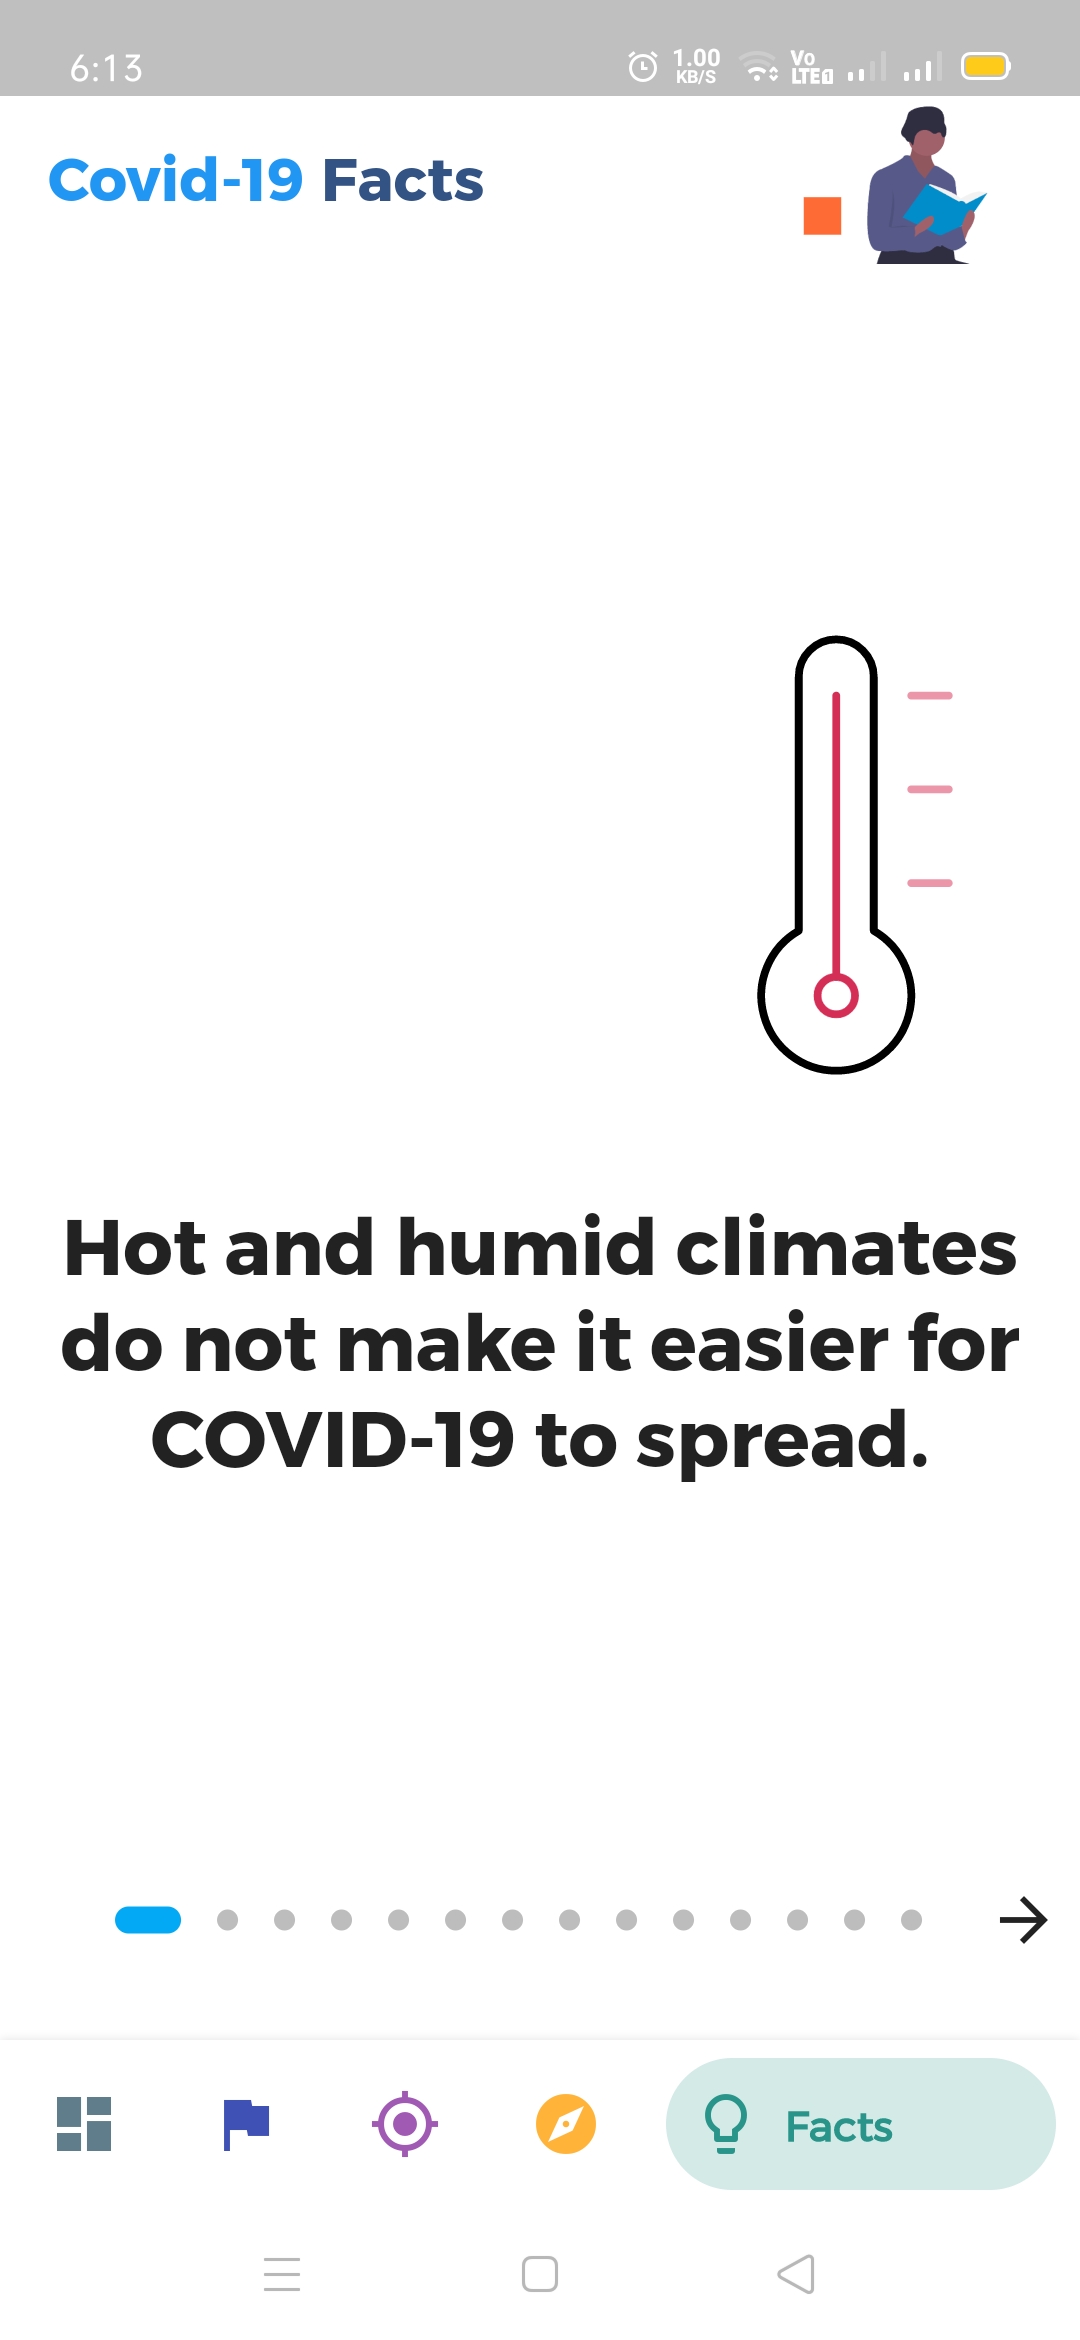 6:13
1.00
KB/S
Vo
LTE1
Covid-19 Facts
Hot and humid climates
do not make it easier for
COVID-19 to spread.
Facts